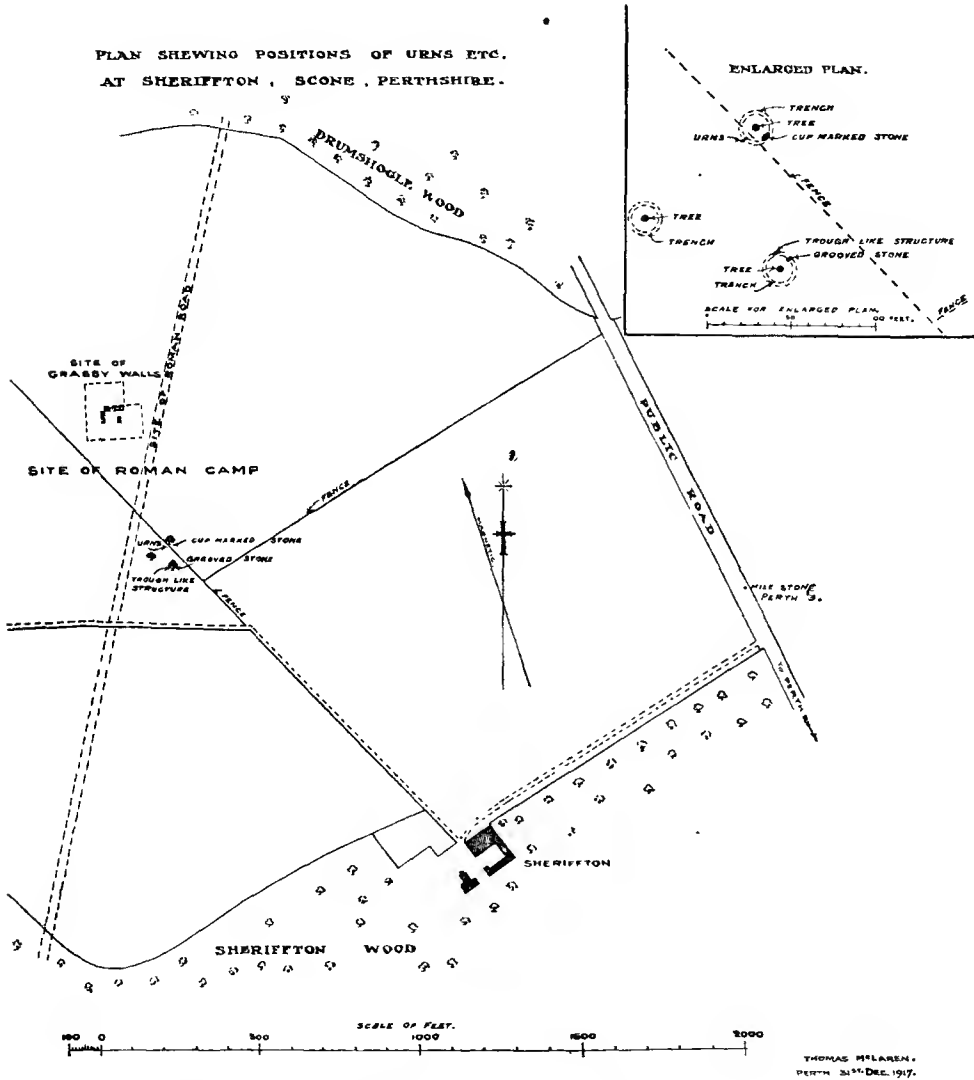 PLAN SHEWING POSITIONS OF URNS ETC.
AT SHERIFFTON, SCONE, PERTHSHIRE.
ENLARGED PLAN.
TRENCH
TREE
URNS
CUP MARKED STONE
FENCE
TREE
TRENCH
TROUGH LIKE STRUCTURE
GROOVED STONE
TREE
TRENCH
FENCE
SCALE FOR ENLARGED PLAN.
50
FEET.
DRUMSHOGLE WOOD
SITE OF ROMAN ROAD
SITE OF
GRASSY WALLS
SITE OF ROMAN CAMP
PUBLIC ROAD
FENCE
MAGNETIC
URNS
CUP MARKED STONE
GROOVED STONE
TROUGH LIKE
STRUCTURE
FENCE
MILE STONE
PERTH 3.
TO PERTH
SHERIFFTON
SHERIFFTON WOOD
SCALE OF FEET.
100 0 500 1000 1500 2000
THOMAS McLAREN.
PERTH 31ST DEC. 1917.